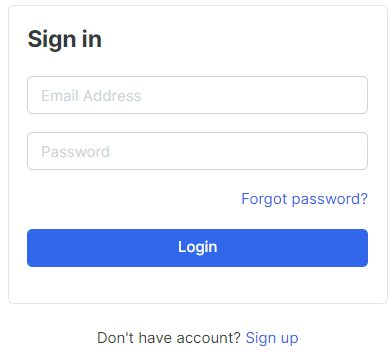 Sign in
Email Address
Password
Forgot password?
Login
Don't have account? Sign up